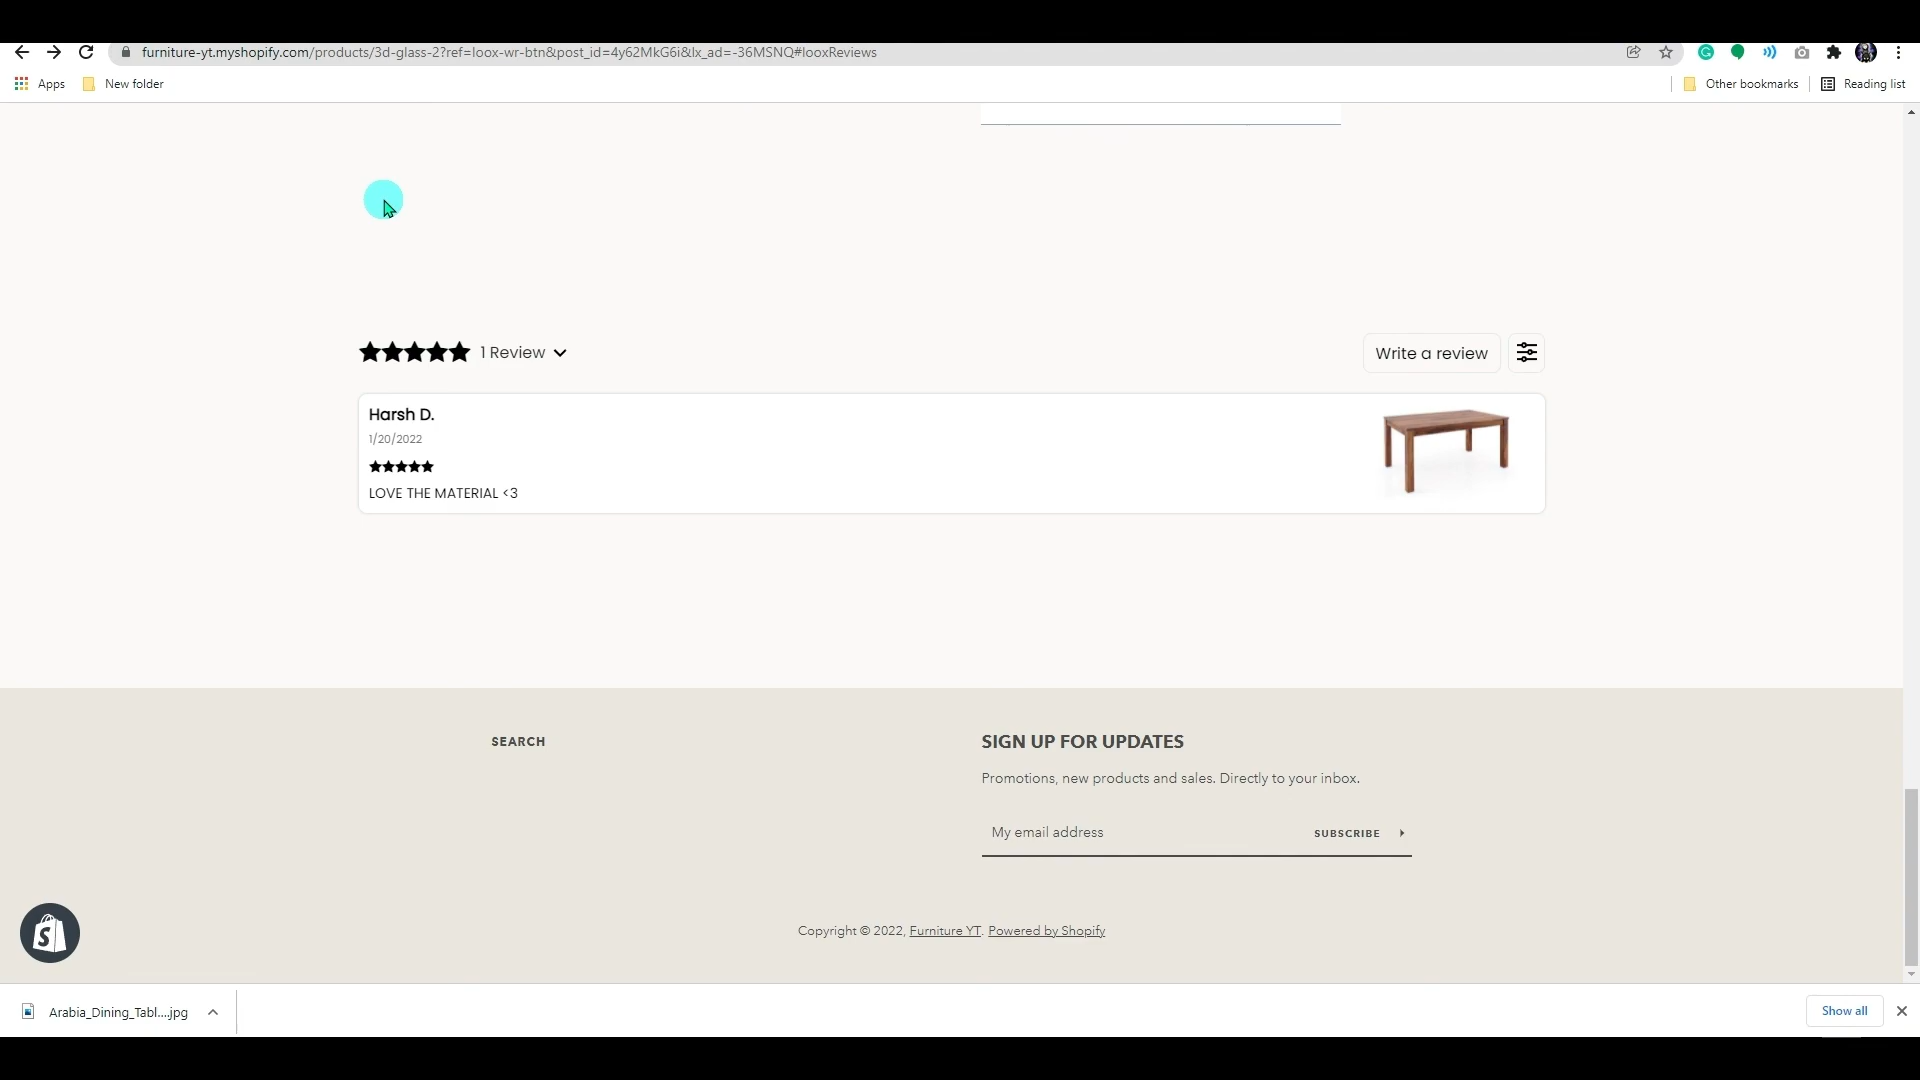 furniture-yt.myshopify.com/products/3d-glass-2?ref=loox-wr-btn&post_id=4y62MkG6i&lx_ad=-36MSNQ#looxReviews
Apps
New folder
Other bookmarks
Reading list
1 Review
Write a review
Harsh D.
1/20/2022
LOVE THE MATERIAL <3
SEARCH
SIGN UP FOR UPDATES
Promotions, new products and sales. Directly to your inbox.
My email address
SUBSCRIBE
Copyright © 2022, Furniture YT. Powered by Shopify
Arabia_Dining_Tabl....jpg
Show all